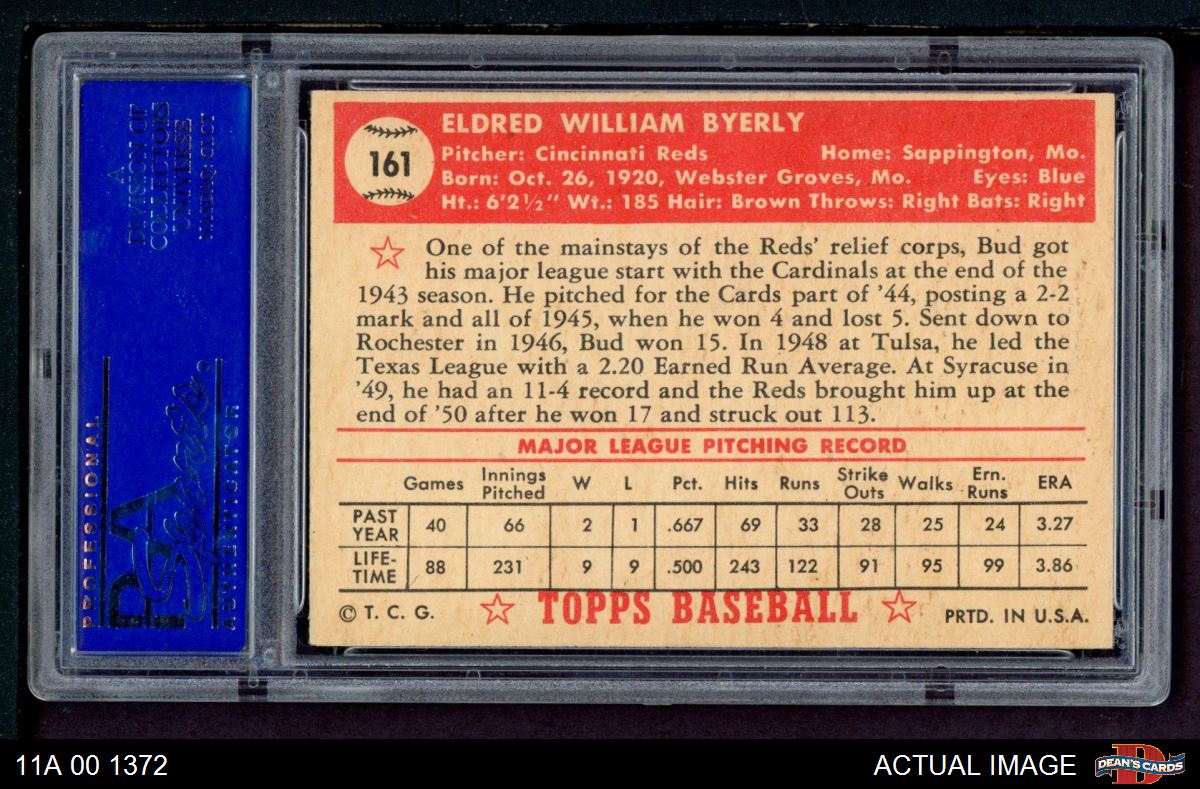 ELDRED WILLIAM BYERLY
161
Pitcher: Cincinnati Reds Home: Sappington, Mo.
Born: Oct. 26, 1920, Webster Groves, Mo. Eyes: Blue
Ht.: 6'2½" Wt.: 185 Hair: Brown Throws: Right Bats: Right
One of the mainstays of the Reds' relief corps, Bud got
his major league start with the Cardinals at the end of the
1943 season. He pitched for the Cards part of '44, posting a 2-2
mark and all of 1945, when he won 4 and lost 5. Sent down to
Rochester in 1946, Bud won 15. In 1948 at Tulsa, he led the
Texas League with a 2.20 Earned Run Average. At Syracuse in
'49, he had an 11-4 record and the Reds brought him up at the
end of '50 after he won 17 and struck out 113.
MAJOR LEAGUE PITCHING RECORD
Games Innings Pitched W L Pct. Hits Runs Strike Outs Walks Ern. Runs ERA
PAST YEAR 40 66 2 1 .667 69 33 28 25 24 3.27
LIFE-TIME 88 231 9 9 .500 243 122 91 95 99 3.86
© T. C. G. TOPPS BASEBALL PRTD. IN U.S.A.
A
DIVISION OF
COLLECTORS
UNIVERSE
NASDAQ: CLCT
PROFESSIONAL
PSA
Sports
AUTHENTICATOR
11A 00 1372
ACTUAL IMAGE
D
DEAN'S CARDS